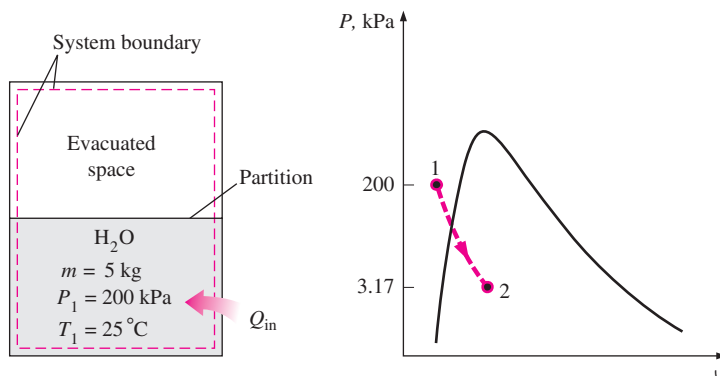 System boundary
Evacuated
space
Partition
H₂O
m = 5 kg
P₁ = 200 kPa
T₁ = 25 °C
Q_in
P, kPa
1
200
3.17
2